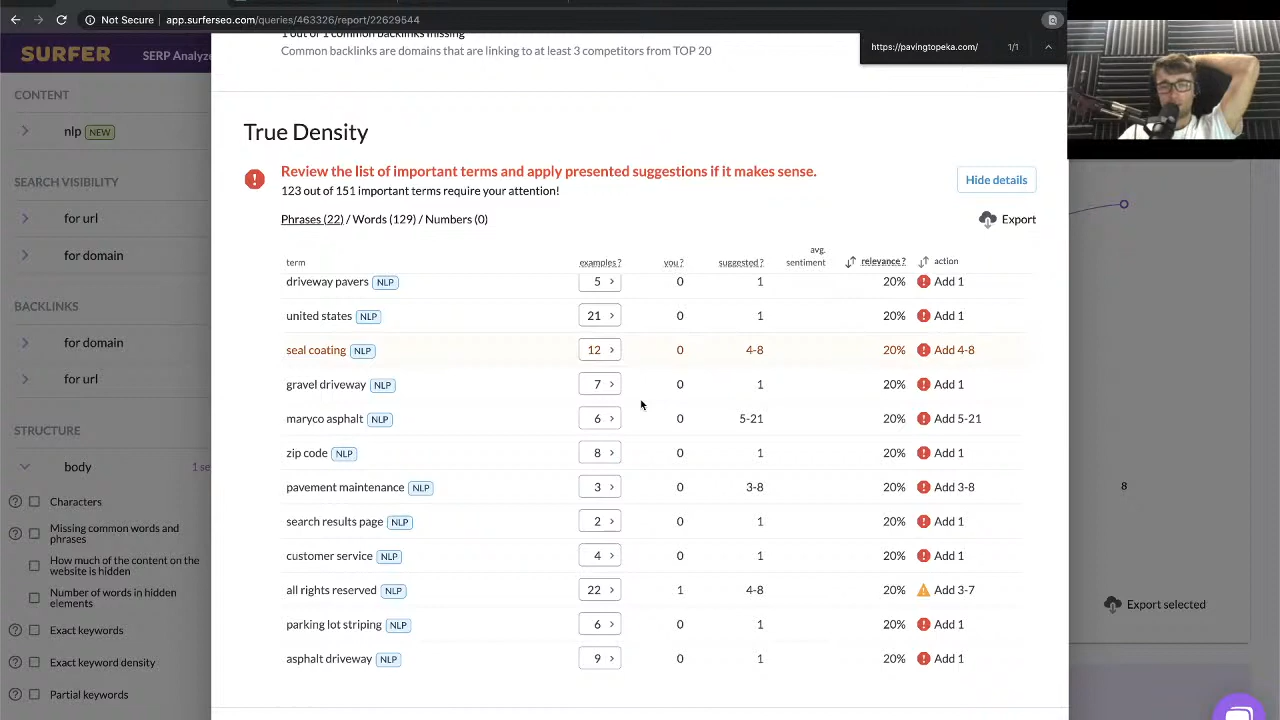 Not Secure | app.surferseo.com/queries/463326/report/22629544
SURFER
SERP Analyze
1 out of 1 common backlinks missing
Common backlinks are domains that are linking to at least 3 competitors from TOP 20
https://pavingtopeka.com/ 1/1
CONTENT
nlp NEW
SEARCH VISIBILITY
for url
for domain
BACKLINKS
for domain
for url
STRUCTURE
body 1 se
Characters
Missing common words and phrases
How much of the content on the website is hidden
Number of words in hidden elements
Exact keywords
Exact keyword density
Partial keywords
True Density
Review the list of important terms and apply presented suggestions if it makes sense.
123 out of 151 important terms require your attention!
Hide details
Phrases (22) / Words (129) / Numbers (0)
Export
term examples ? you ? suggested ? avg. sentiment relevance ? action
driveway pavers NLP 5 > 0 1 20% Add 1
united states NLP 21 > 0 1 20% Add 1
seal coating NLP 12 > 0 4-8 20% Add 4-8
gravel driveway NLP 7 > 0 1 20% Add 1
maryco asphalt NLP 6 > 0 5-21 20% Add 5-21
zip code NLP 8 > 0 1 20% Add 1
pavement maintenance NLP 3 > 0 3-8 20% Add 3-8
search results page NLP 2 > 0 1 20% Add 1
customer service NLP 4 > 0 1 20% Add 1
all rights reserved NLP 22 > 1 4-8 20% Add 3-7
parking lot striping NLP 6 > 0 1 20% Add 1
asphalt driveway NLP 9 > 0 1 20% Add 1
8
Export selected